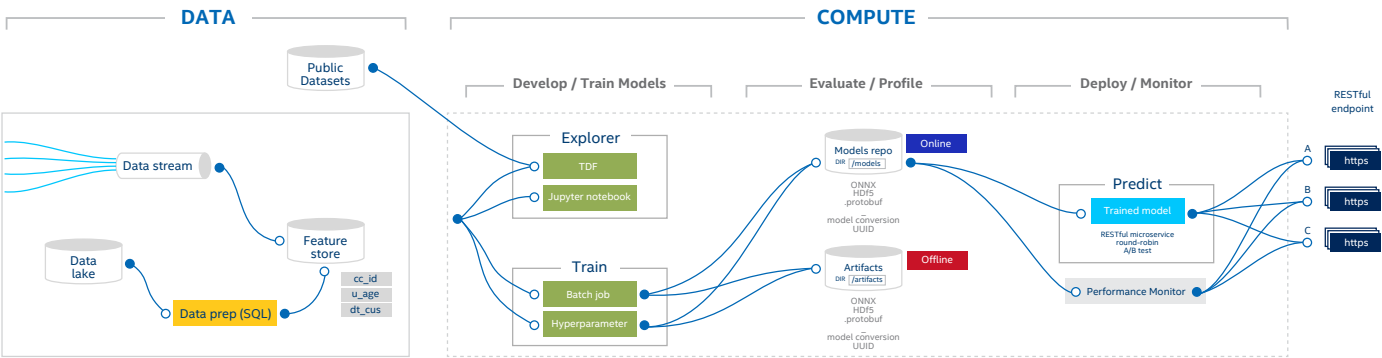 DATA
COMPUTE
Public
Datasets
Develop / Train Models
Evaluate / Profile
Deploy / Monitor
RESTful
endpoint
Data stream
Feature
store
cc_id
u_age
dt_cus
Data
lake
Data prep (SQL)
Explorer
TDF
Jupyter notebook
Train
Batch job
Hyperparameter
Models repo
DIR /models
Online
ONNX
HDf5
.protobuf
–
model conversion
UUID
Artifacts
DIR /artifacts
Offline
ONNX
HDf5
.protobuf
–
model conversion
UUID
Predict
Trained model
RESTful microservice
round-robin
A/B test
Performance Monitor
A
https
B
https
C
https